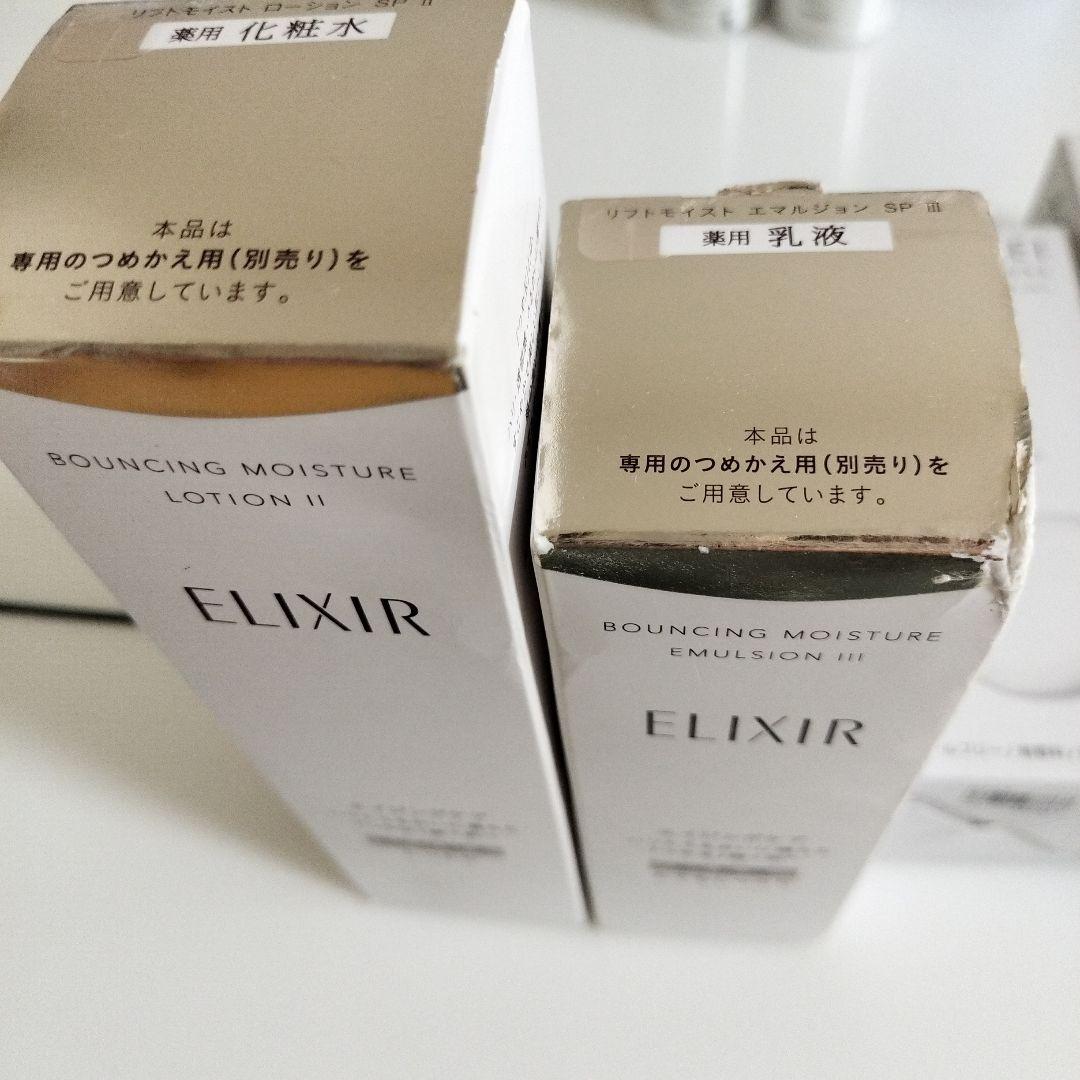 リフトモイスト ローション SP Ⅱ
薬用 化粧水
本品は
専用のつめかえ用(別売り)を
ご用意しています。
BOUNCING MOISTURE
LOTION II
ELIXIR
リフトモイスト エマルジョン SP Ⅲ
薬用 乳液
本品は
専用のつめかえ用(別売り)を
ご用意しています。
BOUNCING MOISTURE
EMULSION III
ELIXIR